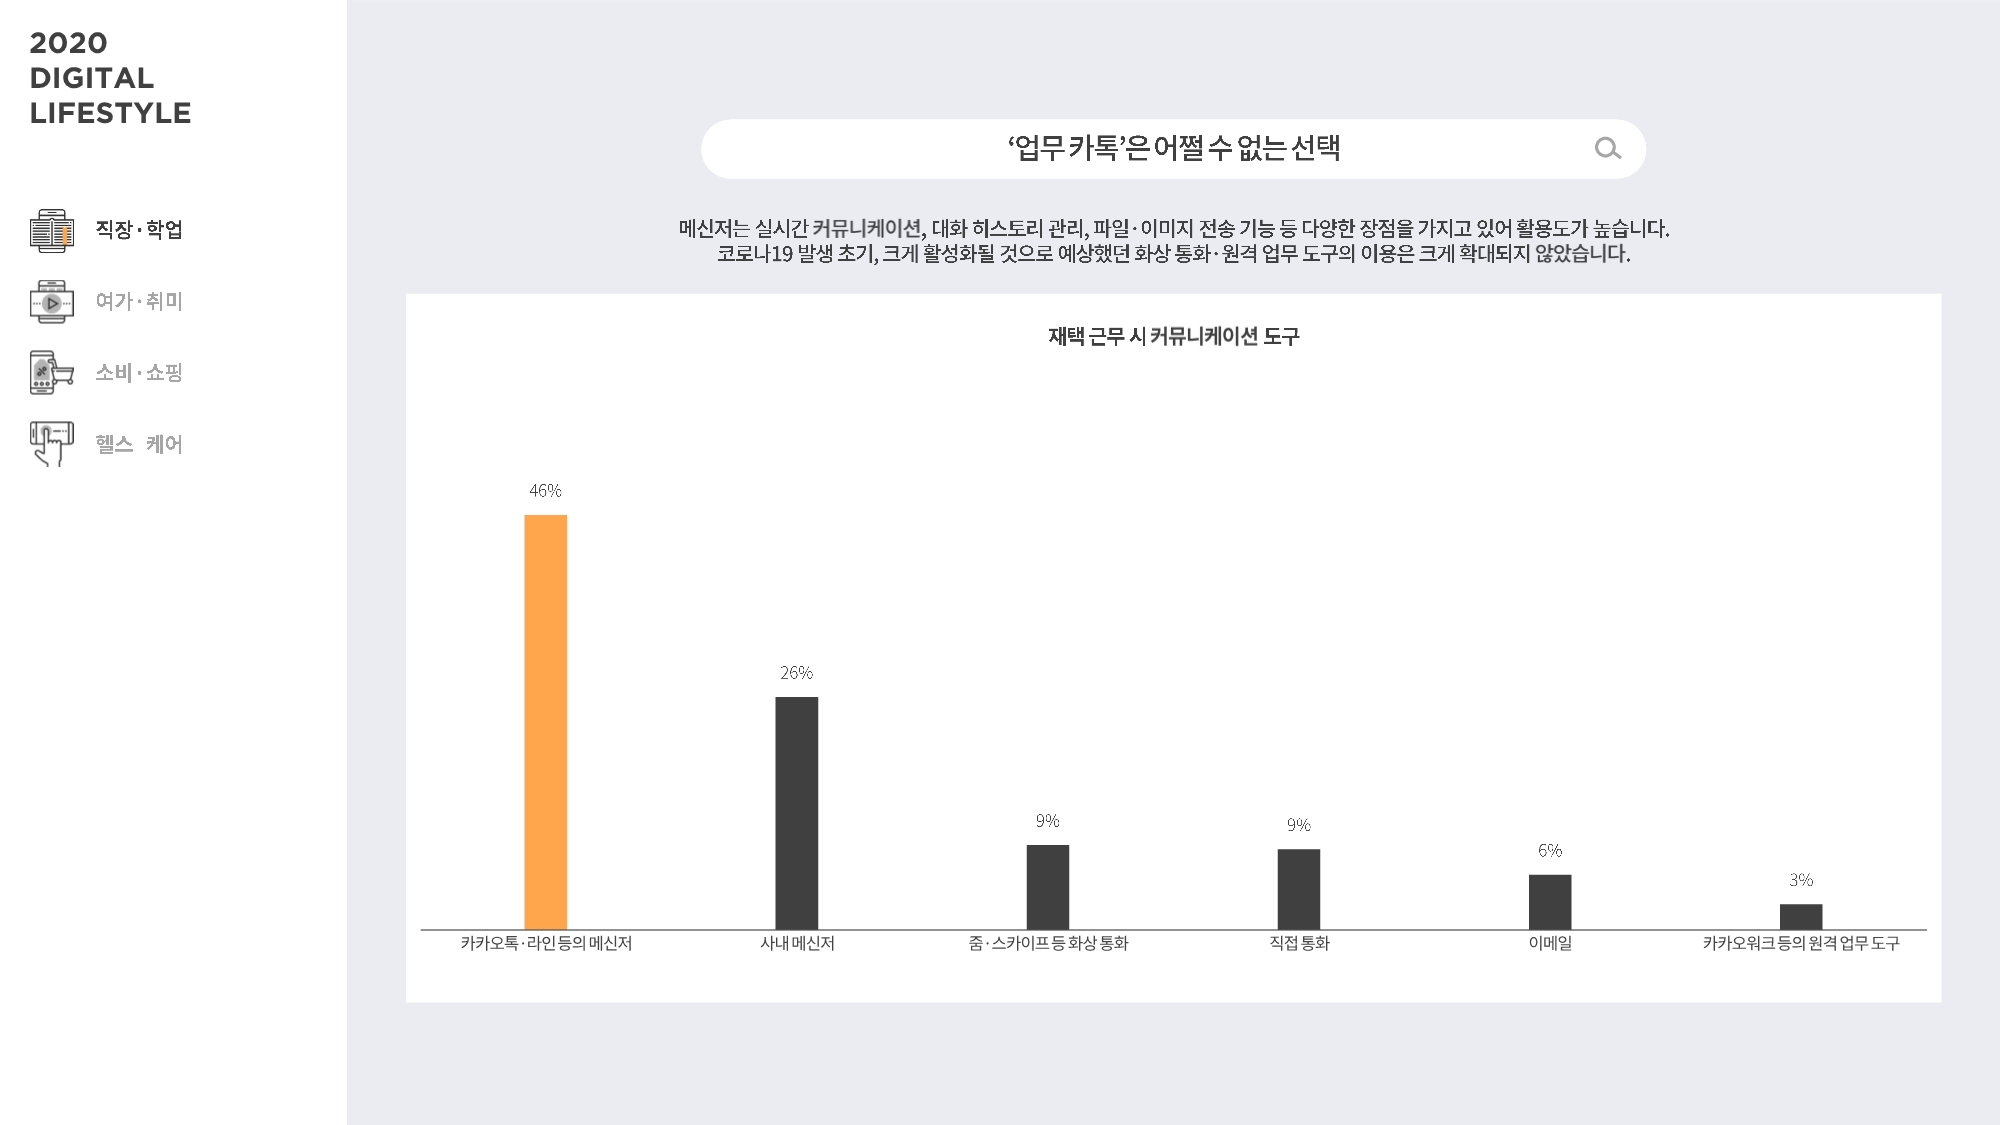 2020
DIGITAL
LIFESTYLE
직장·학업
여가·취미
소비·쇼핑
헬스 케어
‘업무 카톡’은 어쩔 수 없는 선택
메신저는 실시간 커뮤니케이션, 대화 히스토리 관리, 파일·이미지 전송 기능 등 다양한 장점을 가지고 있어 활용도가 높습니다.
코로나19 발생 초기, 크게 활성화될 것으로 예상했던 화상 통화·원격 업무 도구의 이용은 크게 확대되지 않았습니다.
재택 근무 시 커뮤니케이션 도구
46%
26%
9%
9%
6%
3%
카카오톡·라인 등의 메신저
사내 메신저
줌·스카이프 등 화상 통화
직접 통화
이메일
카카오워크 등의 원격 업무 도구